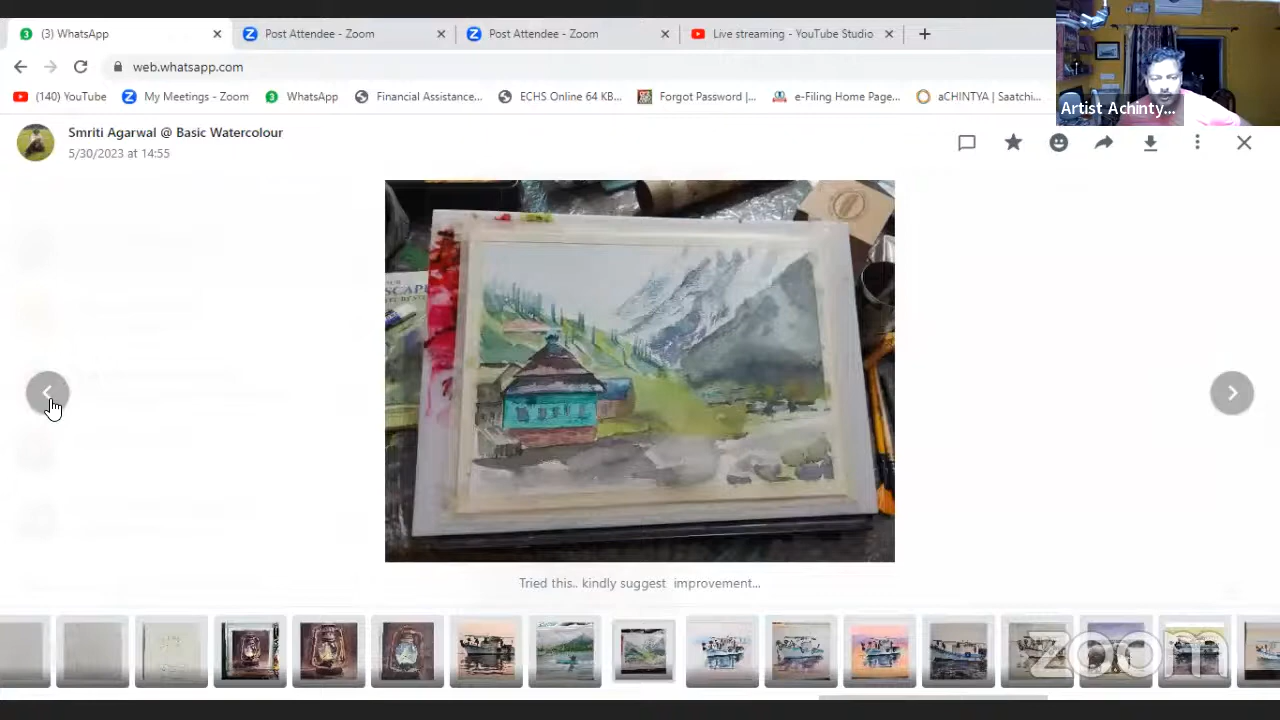 (3) WhatsApp
Post Attendee - Zoom
Post Attendee - Zoom
Live streaming - YouTube Studio
web.whatsapp.com
(140) YouTube
My Meetings - Zoom
WhatsApp
Financial Assistance...
ECHS Online 64 KB...
Forgot Password |...
e-Filing Home Page...
aCHINTYA | Saatchi...
Artist Achinty...
Smriti Agarwal @ Basic Watercolour
5/30/2023 at 14:55
Tried this.. kindly suggest improvement...
zoom